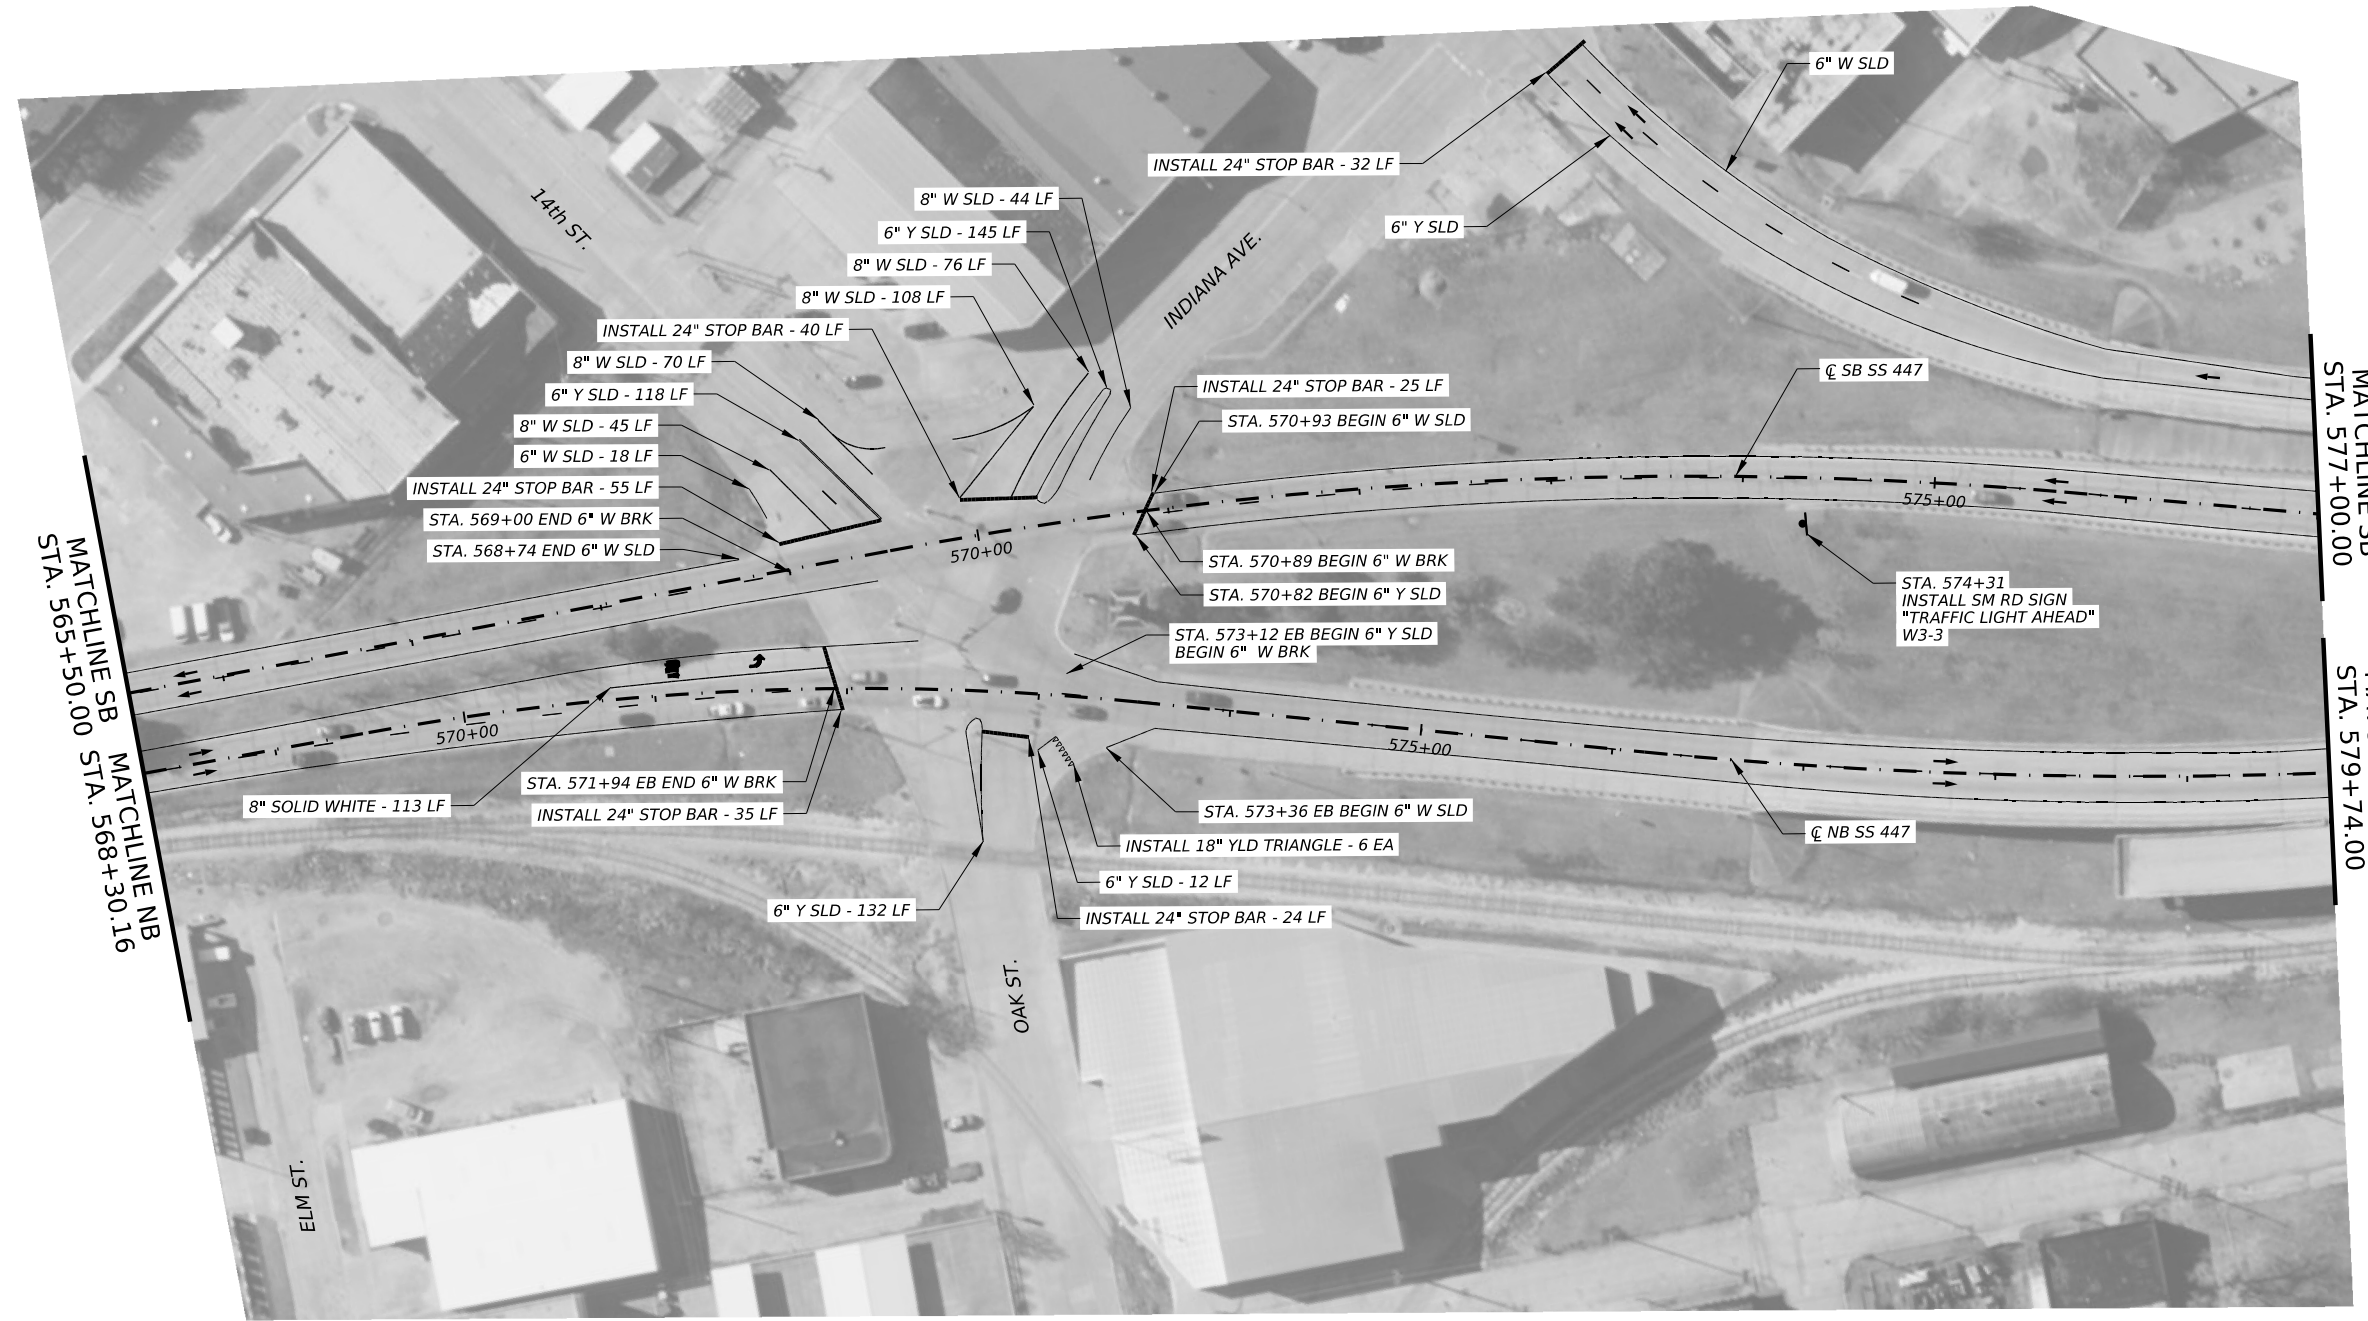 6" W SLD
INSTALL 24" STOP BAR - 32 LF
8" W SLD - 44 LF
6" Y SLD
14th ST.
6" Y SLD - 145 LF
8" W SLD - 76 LF
INDIANA AVE.
8" W SLD - 108 LF
INSTALL 24" STOP BAR - 40 LF
8" W SLD - 70 LF
6" Y SLD - 118 LF
8" W SLD - 45 LF
6" W SLD - 18 LF
INSTALL 24" STOP BAR - 55 LF
STA. 569+00 END 6" W BRK
STA. 568+74 END 6" W SLD
INSTALL 24" STOP BAR - 25 LF
STA. 570+93 BEGIN 6" W SLD
℄ SB SS 447
575+00
570+00
STA. 570+89 BEGIN 6" W BRK
STA. 570+82 BEGIN 6" Y SLD
STA. 574+31
INSTALL SM RD SIGN
"TRAFFIC LIGHT AHEAD"
W3-3
STA. 573+12 EB BEGIN 6" Y SLD
BEGIN 6" W BRK
MATCHLINE SB
STA. 577+00.00
STA. 579+74.00
MATCHLINE SB
STA. 565+50.00
MATCHLINE NB
STA. 568+30.16
570+00
575+00
STA. 571+94 EB END 6" W BRK
8" SOLID WHITE - 113 LF
INSTALL 24" STOP BAR - 35 LF
STA. 573+36 EB BEGIN 6" W SLD
℄ NB SS 447
INSTALL 18" YLD TRIANGLE - 6 EA
6" Y SLD - 12 LF
6" Y SLD - 132 LF
INSTALL 24" STOP BAR - 24 LF
OAK ST.
ELM ST.